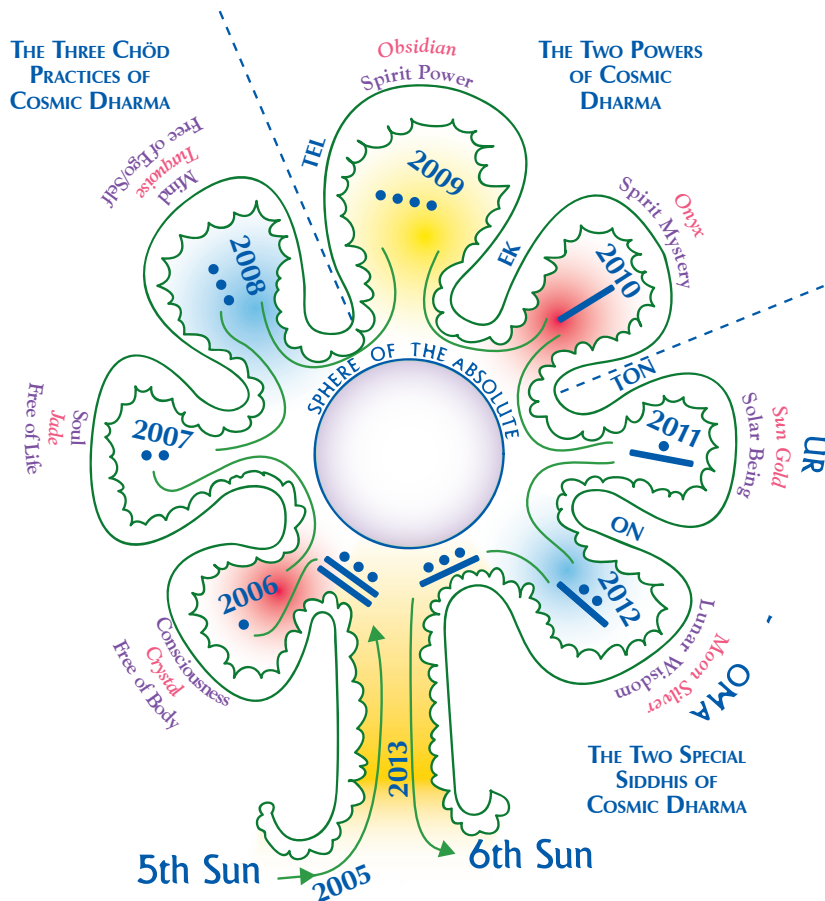 The Three Chöd
Practices of
Cosmic Dharma
Obsidian
Spirit Power
The Two Powers
of Cosmic
Dharma
Free of Ego/Self
Turquoise
Mind
TEL
2009
EK
Onyx
Spirit Mystery
2008
2010
SPHERE OF THE ABSOLUTE
TON
Soul
Jade
Free of Life
2007
2011
Sun Gold
Solar Being
UR
ON
2006
2012
Consciousness
Crystal
Free of Body
Moon Silver
Lunar Wisdom
OMA
2013
The Two Special
Siddhis of
Cosmic Dharma
5th Sun
2005
6th Sun